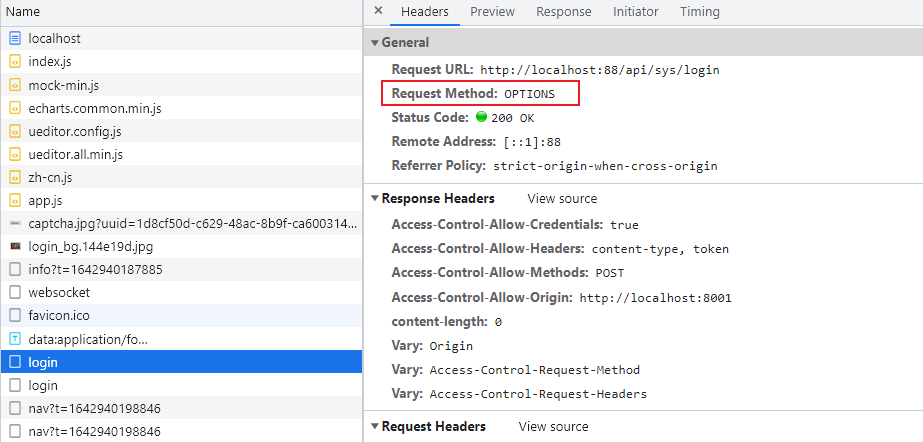 Name
localhost
index.js
mock-min.js
echarts.common.min.js
ueditor.config.js
ueditor.all.min.js
zh-cn.js
app.js
captcha.jpg?uuid=1d8cf50d-c629-48ac-8b9f-ca600314...
login_bg.144e19d.jpg
info?t=1642940187885
websocket
favicon.ico
data:application/fo...
login
login
nav?t=1642940198846
nav?t=1642940198846
Headers Preview Response Initiator Timing
General
Request URL: http://localhost:88/api/sys/login
Request Method: OPTIONS
Status Code: 200 OK
Remote Address: [::1]:88
Referrer Policy: strict-origin-when-cross-origin
Response Headers View source
Access-Control-Allow-Credentials: true
Access-Control-Allow-Headers: content-type, token
Access-Control-Allow-Methods: POST
Access-Control-Allow-Origin: http://localhost:8001
content-length: 0
Vary: Origin
Vary: Access-Control-Request-Method
Vary: Access-Control-Request-Headers
Request Headers View source